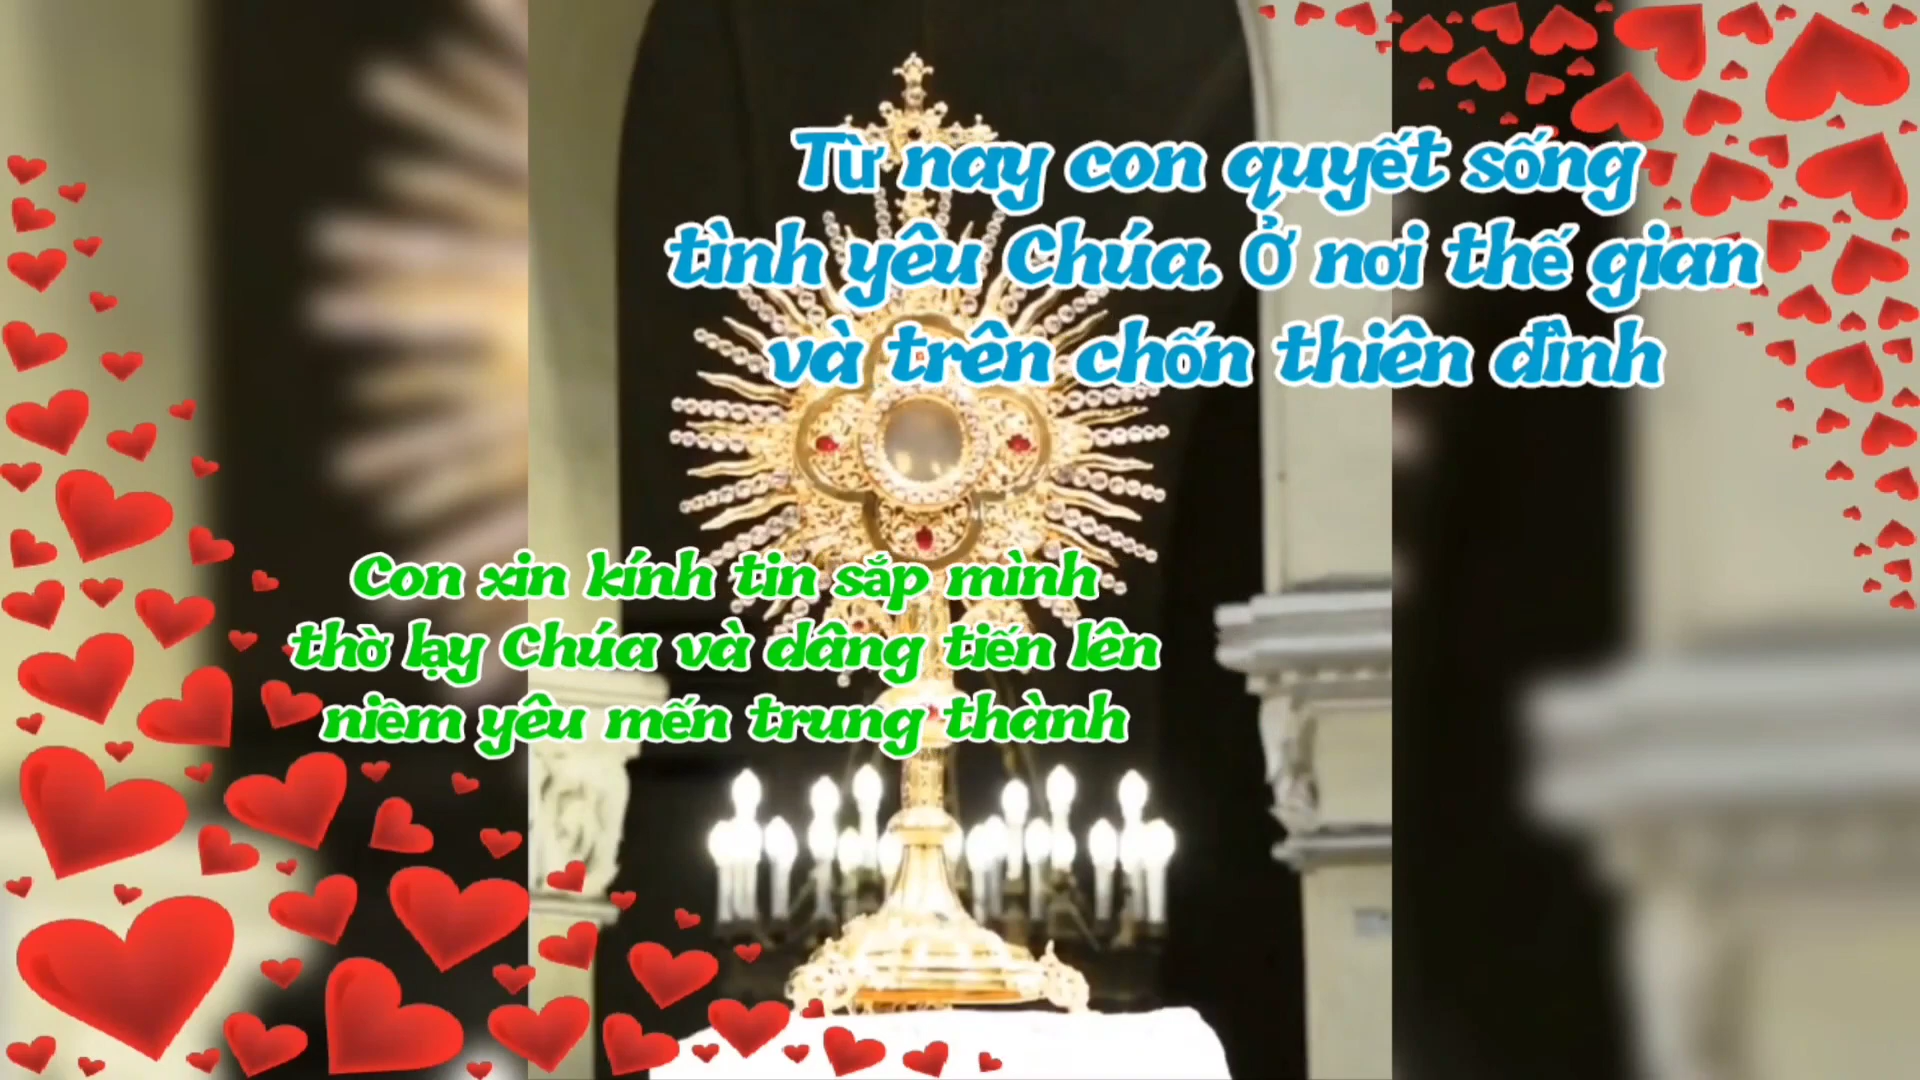 Từ nay con quyết sống
tình yêu Chúa. Ở nơi thế gian
và trên chốn thiên đình
Con xin kính tin sắp mình
thờ lạy Chúa và dâng tiến lên
niềm yêu mến trung thành